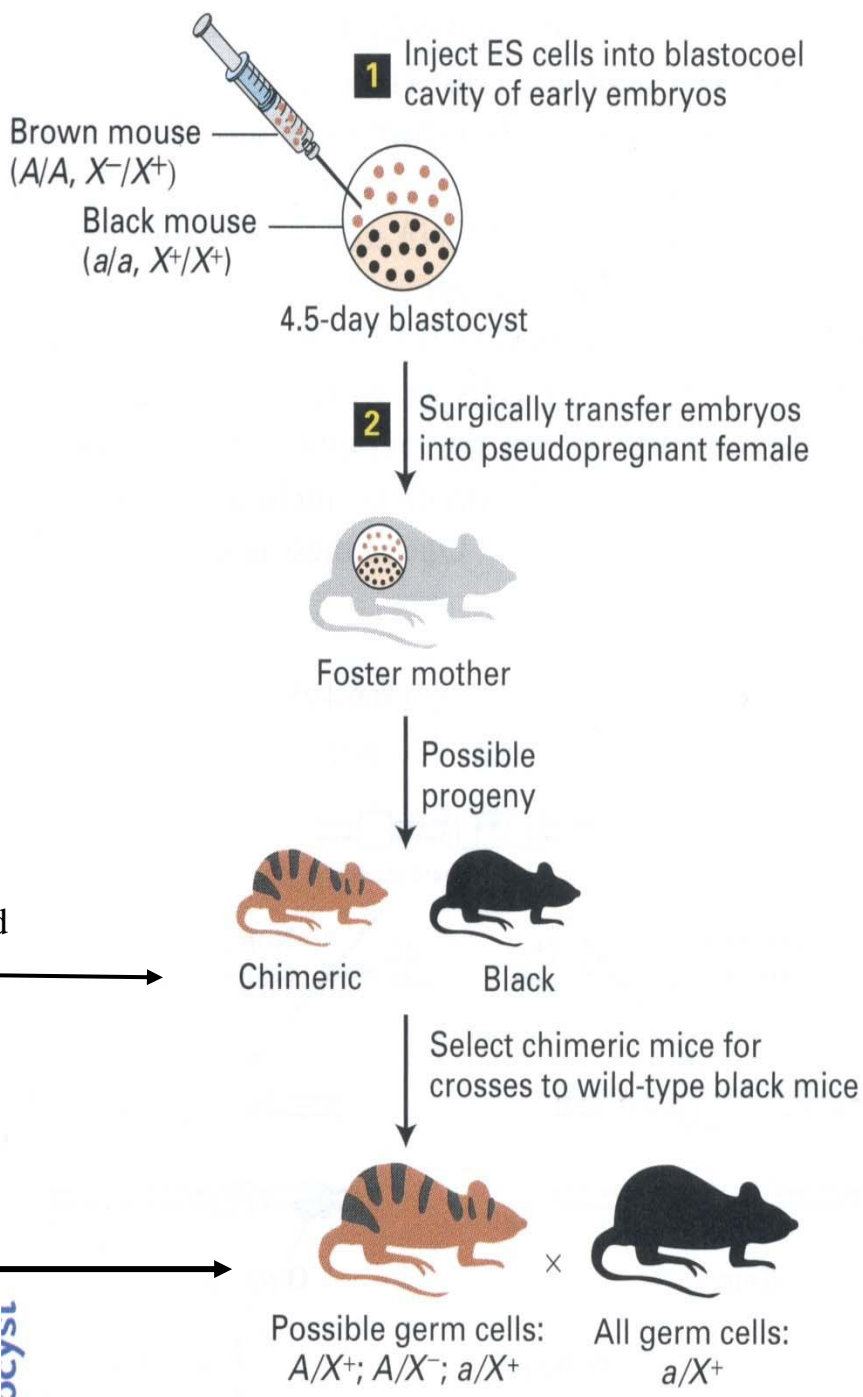 1 Inject ES cells into blastocoel
cavity of early embryos
Brown mouse
(A/A, X⁻/X⁺)
Black mouse
(a/a, X⁺/X⁺)
4.5-day blastocyst
2 Surgically transfer embryos
into pseudopregnant female
Foster mother
Possible
progeny
Chimeric
Black
Select chimeric mice for
crosses to wild-type black mice
×
Possible germ cells:
A/X⁺; A/X⁻; a/X⁺
All germ cells:
a/X⁺